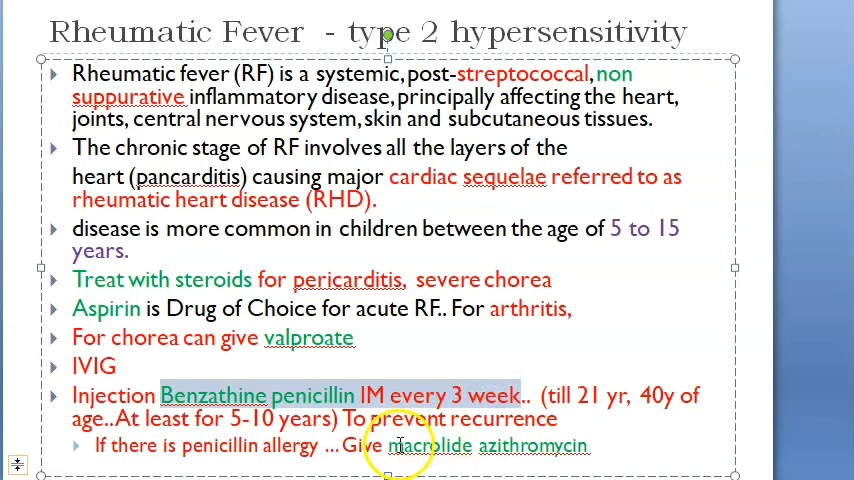 Rheumatic Fever - type 2 hypersensitivity
Rheumatic fever (RF) is a systemic, post-streptococcal, non
suppurative inflammatory disease, principally affecting the heart,
joints, central nervous system, skin and subcutaneous tissues.
The chronic stage of RF involves all the layers of the
heart (pancarditis) causing major cardiac sequelae referred to as
rheumatic heart disease (RHD).
disease is more common in children between the age of 5 to 15
years.
Treat with steroids for pericarditis, severe chorea
Aspirin is Drug of Choice for acute RF.. For arthritis,
For chorea can give valproate
IVIG
Injection Benzathine penicillin IM every 3 week.. (till 21 yr, 40y of
age..At least for 5-10 years) To prevent recurrence
If there is penicillin allergy ... Give macrolide azithromycin